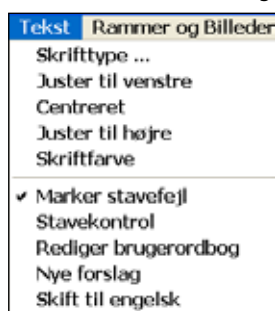 Tekst Rammer og Billeder
Skrifttype ...
Juster til venstre
Centreret
Juster til højre
Skriftfarve
Marker stavefejl
Stavekontrol
Rediger brugerordbog
Nye forslag
Skift til engelsk